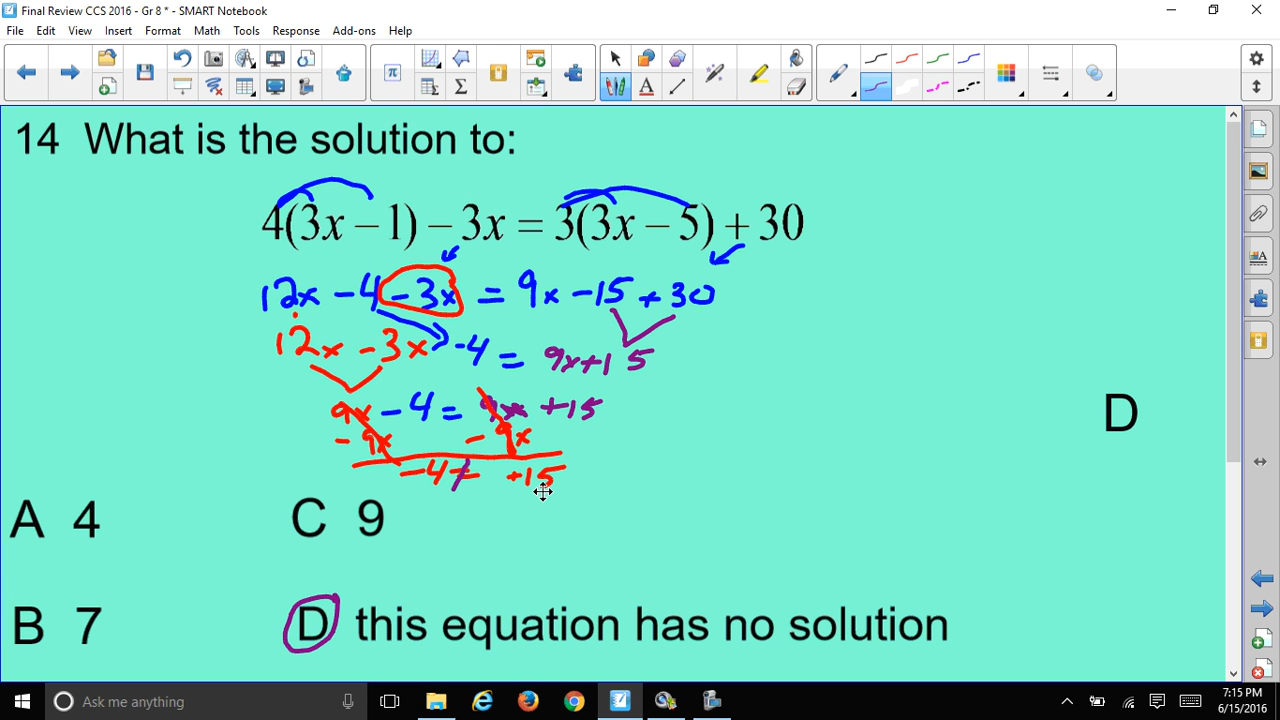 Final Review CCS 2016 - Gr 8 * - SMART Notebook
File Edit View Insert Format Math Tools Response Add-ons Help
14 What is the solution to:
4(3x − 1) − 3x = 3(3x − 5) + 30
12x - 4 - 3x = 9x - 15 + 30
12x - 3x - 4 = 9x + 15
9x - 4 = 9x + 15
- 9x - 9x
-4 ≠ +15
D
A 4 C 9
B 7 D this equation has no solution
Ask me anything
7:15 PM
6/15/2016